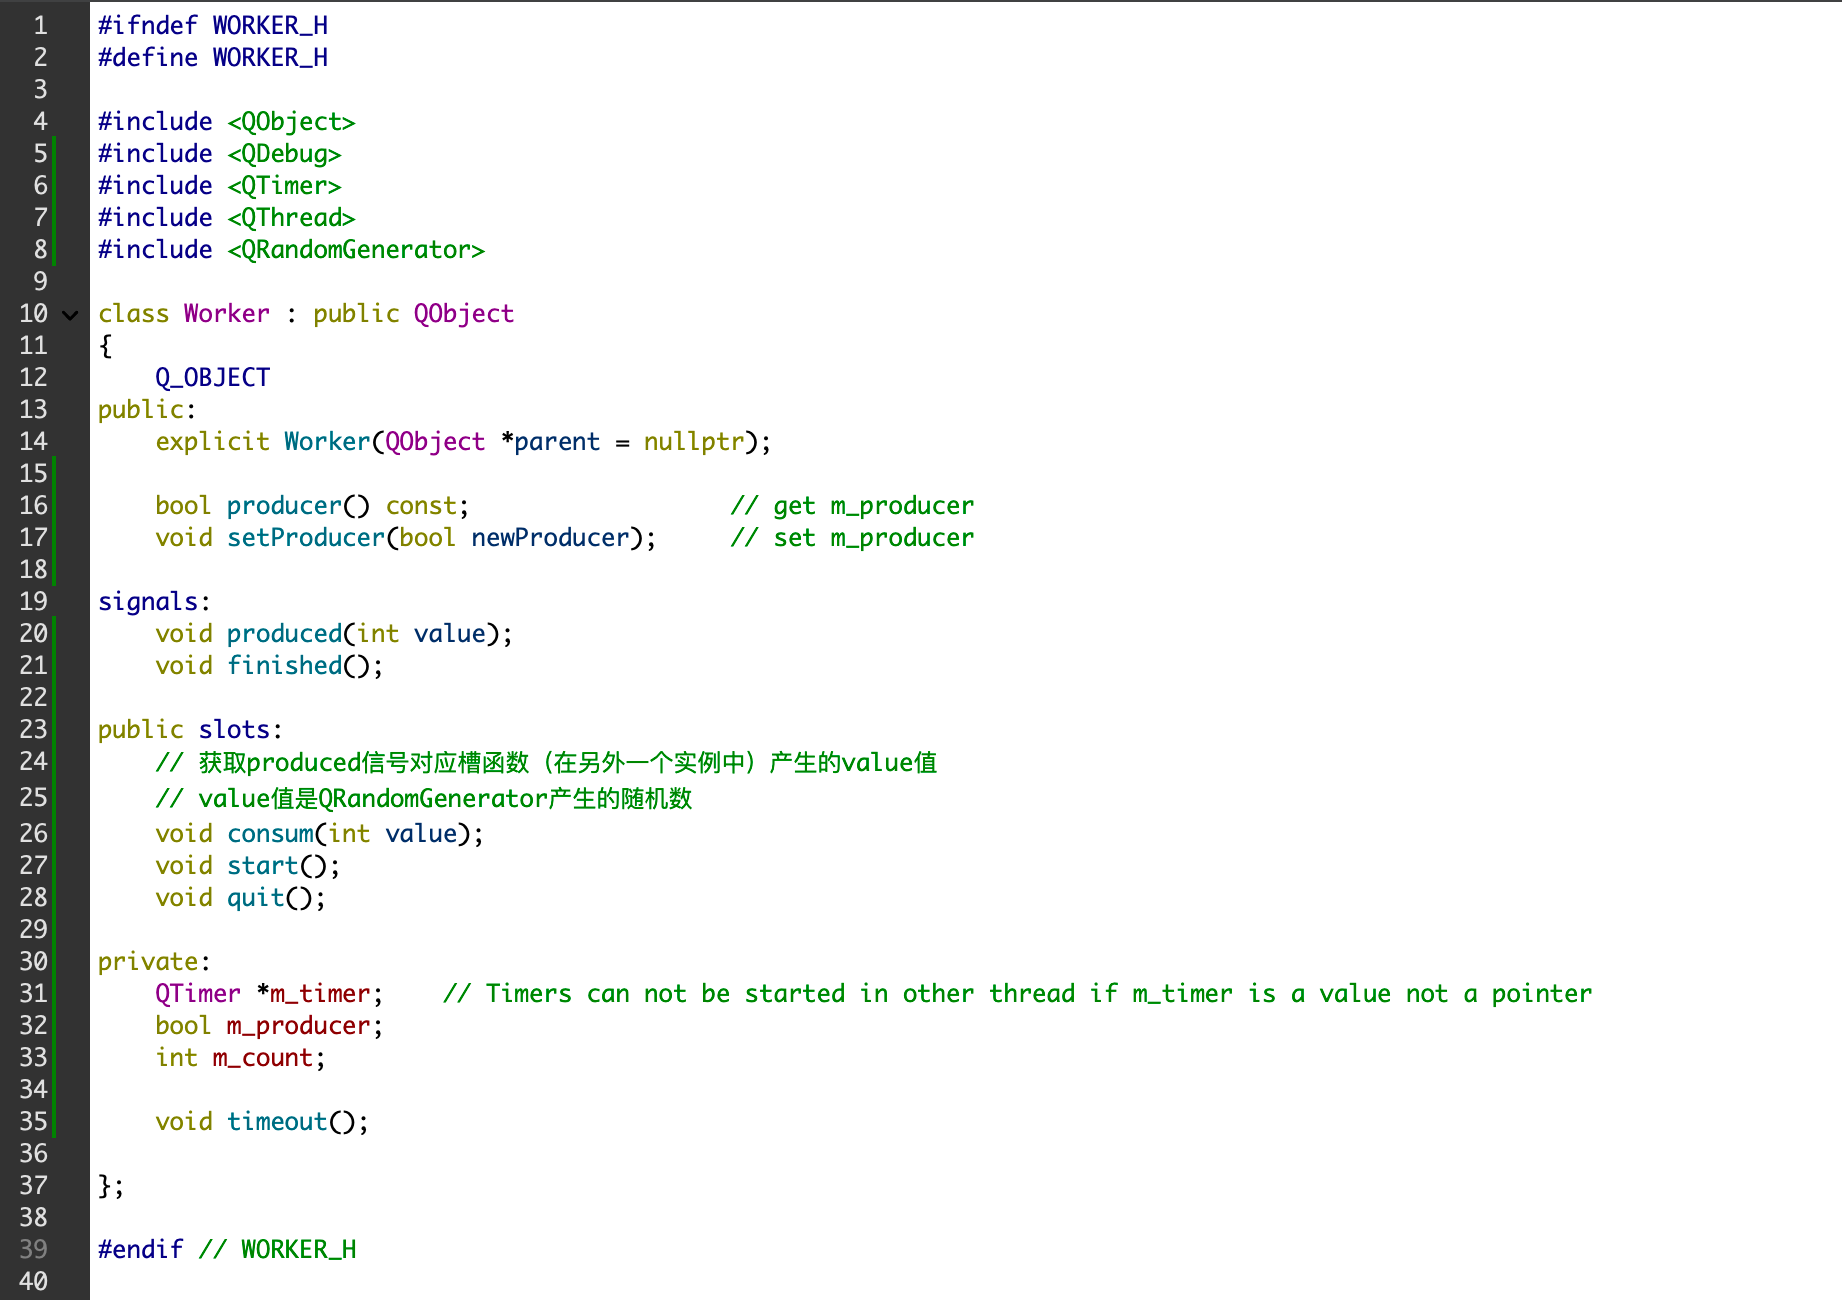 1 #ifndef WORKER_H
2 #define WORKER_H
3
4 #include <QObject>
5 #include <QDebug>
6 #include <QTimer>
7 #include <QThread>
8 #include <QRandomGenerator>
9
10 class Worker : public QObject
11 {
12     Q_OBJECT
13 public:
14     explicit Worker(QObject *parent = nullptr);
15
16     bool producer() const;                  // get m_producer
17     void setProducer(bool newProducer);     // set m_producer
18
19 signals:
20     void produced(int value);
21     void finished();
22
23 public slots:
24     // 获取produced信号对应槽函数（在另外一个实例中）产生的value值
25     // value值是QRandomGenerator产生的随机数
26     void consum(int value);
27     void start();
28     void quit();
29
30 private:
31     QTimer *m_timer;    // Timers can not be started in other thread if m_timer is a value not a pointer
32     bool m_producer;
33     int m_count;
34
35     void timeout();
36
37 };
38
39 #endif // WORKER_H
40